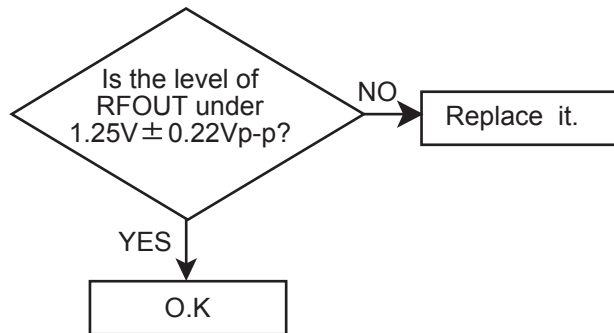 Is the level of
RFOUT under
1.25V±0.22Vp-p?
NO
Replace it.
YES
O.K